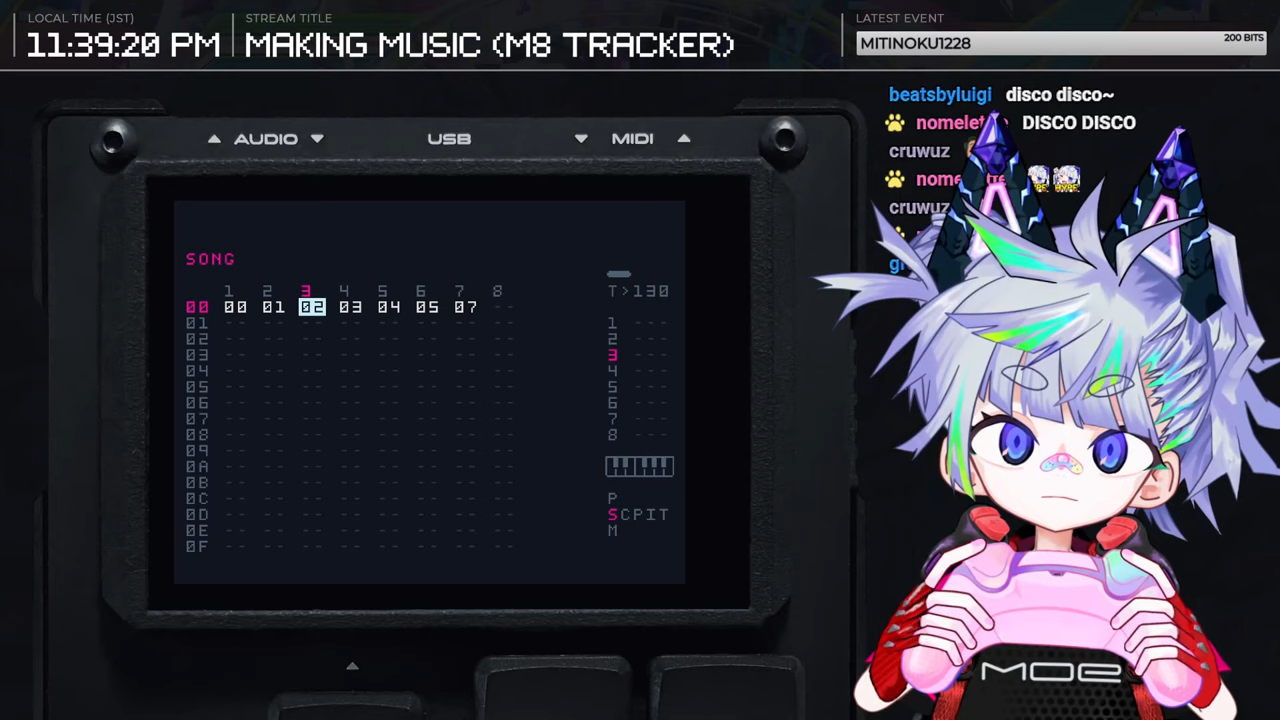 LOCAL TIME (JST)
11:39:20 PM
STREAM TITLE
MAKING MUSIC (M8 TRACKER)
LATEST EVENT
MITINOKU1228
200 BITS
beatsbyluigi disco disco~
DISCO DISCO
cruwuz
cruwuz
AUDIO USB MIDI
SONG
1 2 3 4 5 6 7 8 T>130
00 00 01 02 03 04 05 07 --
01 -- -- -- -- -- -- -- -- 1 ---
02 -- -- -- -- -- -- -- -- 2 ---
03 -- -- -- -- -- -- -- -- 3 ---
04 -- -- -- -- -- -- -- -- 4 ---
05 -- -- -- -- -- -- -- -- 5 ---
06 -- -- -- -- -- -- -- -- 6 ---
07 -- -- -- -- -- -- -- -- 7 ---
08 -- -- -- -- -- -- -- -- 8 ---
09 -- -- -- -- -- -- -- --
0A -- -- -- -- -- -- -- --
0B -- -- -- -- -- -- -- --
0C -- -- -- -- -- -- -- -- P
0D -- -- -- -- -- -- -- -- SCPIT
0E -- -- -- -- -- -- -- -- M
0F -- -- -- -- -- -- -- --
MOE